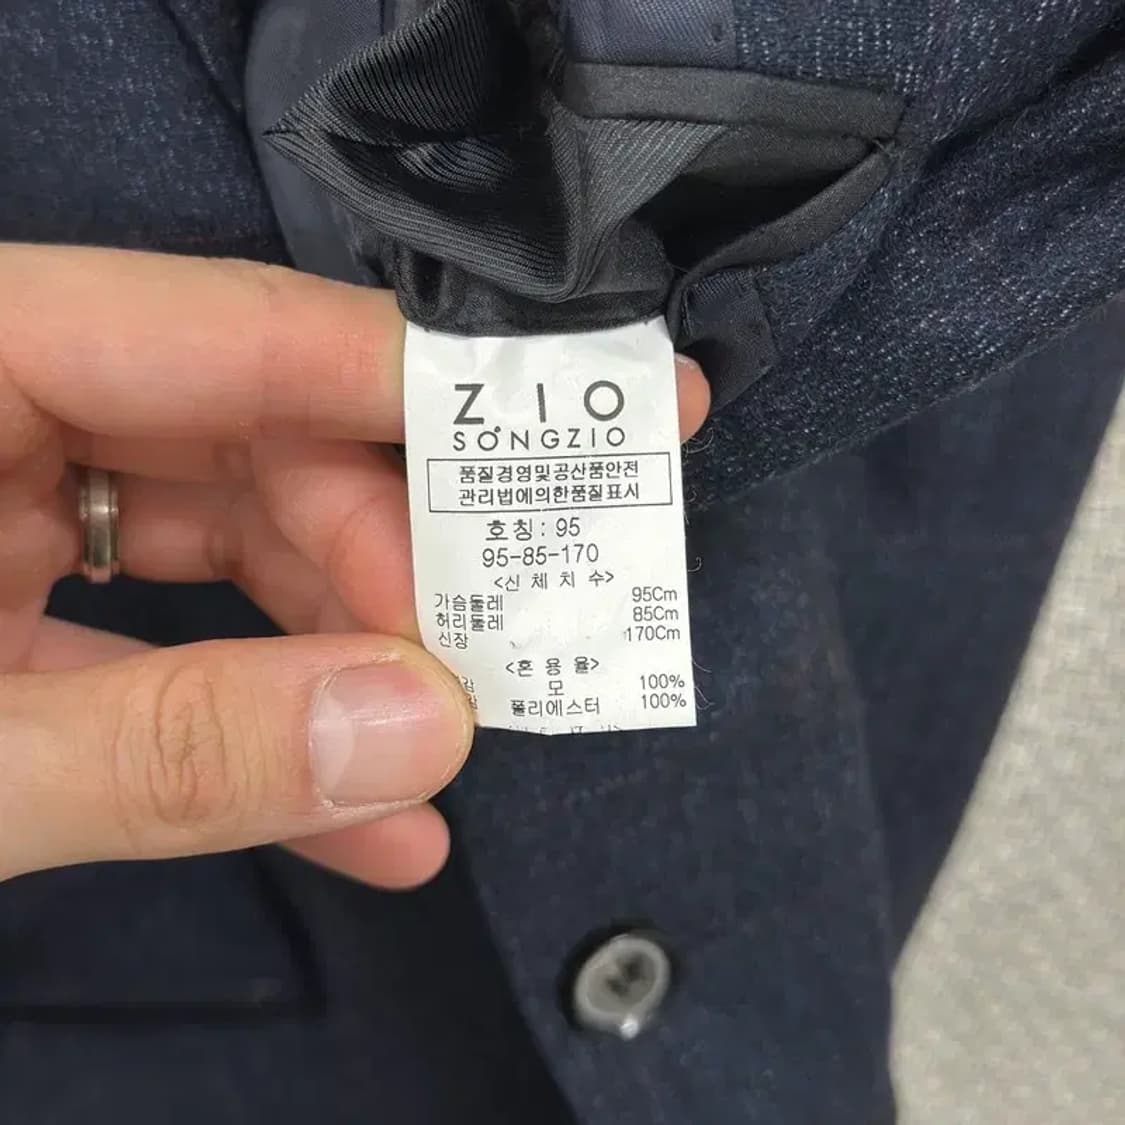 ZIO
SONGZIO
품질경영및공산품안전
관리법에의한품질표시
호칭 : 95
95-85-170
<신 체 치 수>
가슴둘레 95Cm
허리둘레 85Cm
신장 170Cm
<혼 용 율>
모 100%
폴리에스터 100%